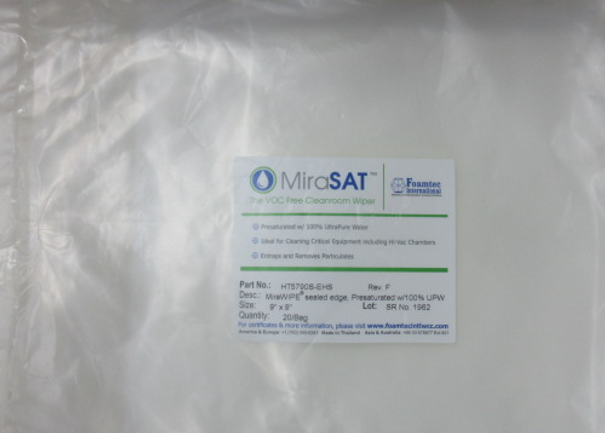 MiraSAT™
Foamtec
International
The VOC Free Cleanroom Wiper
Presaturated w/ 100% UltraPure Water
Ideal for Cleaning Critical Equipment including Hi-Vac Chambers
Entraps and Removes Particulates
Part No.: HT5790S-EHS Rev. F
Desc.: MiraWIPE® sealed edge, Presaturated w/100% UPW
Size: 9" x 9" Lot: SR No. 1962
Quantity: 20/Bag
For certificates & more information, please visit www.foamtecintlwcc.com
America & Europe: Made in Thailand Asia & Australia: